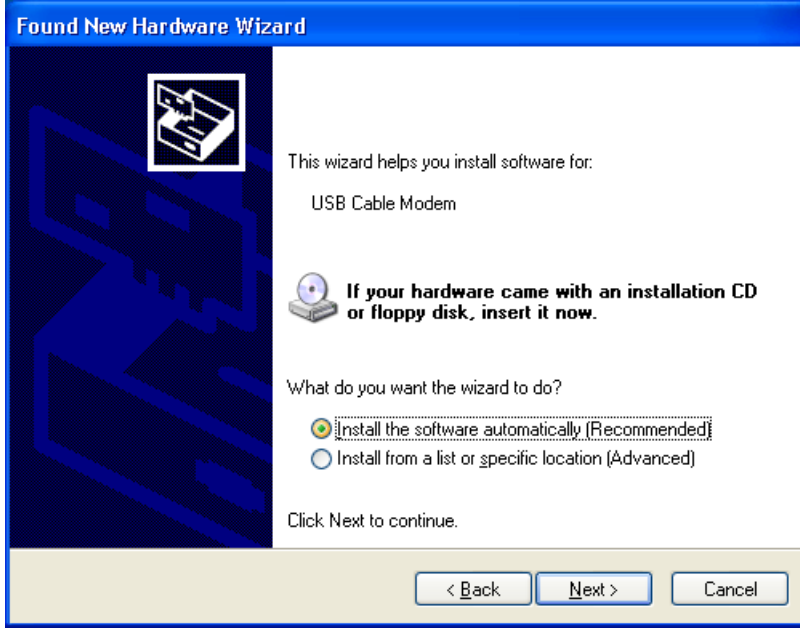 Found New Hardware Wizard
This wizard helps you install software for:
USB Cable Modem
If your hardware came with an installation CD
or floppy disk, insert it now.
What do you want the wizard to do?
Install the software automatically (Recommended)
Install from a list or specific location (Advanced)
Click Next to continue.
< Back Next > Cancel